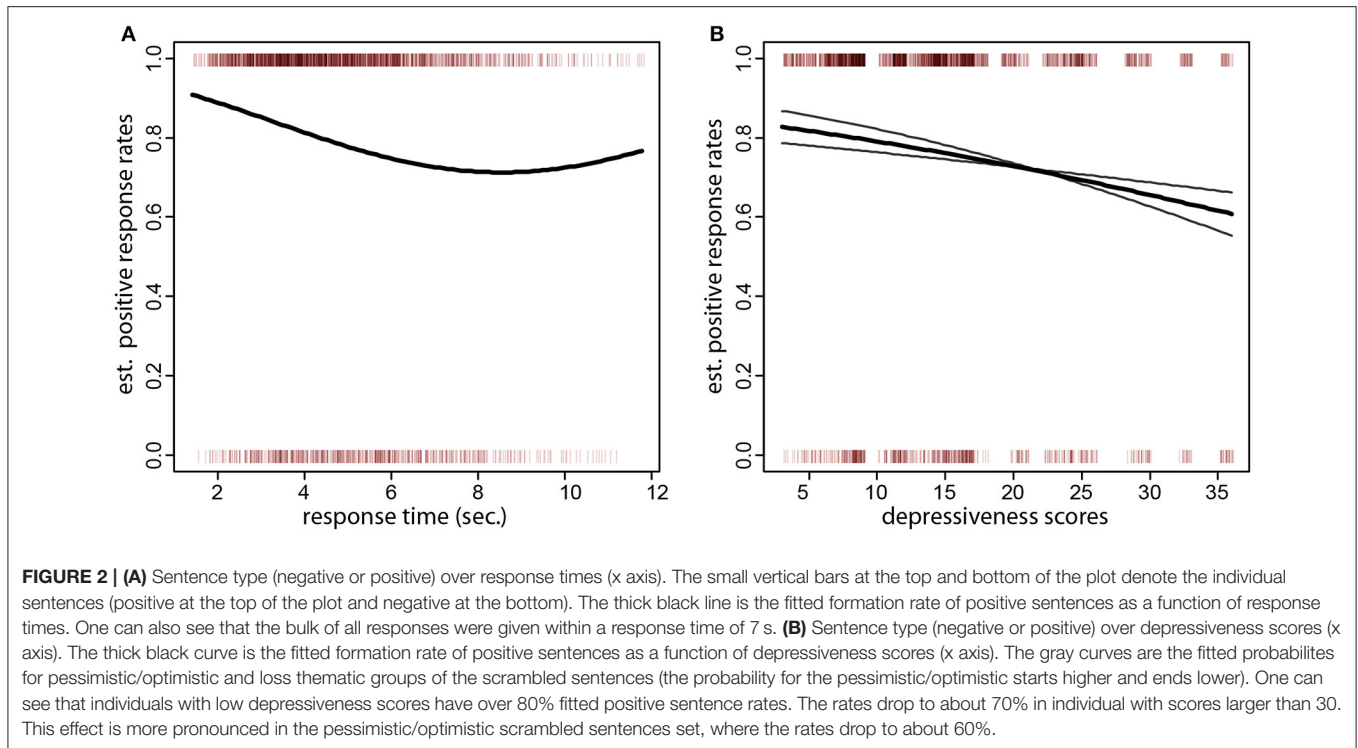 A
B
est. positive response rates
0.0 0.2 0.4 0.6 0.8 1.0
2 4 6 8 10 12
response time (sec.)
est. positive response rates
0.0 0.2 0.4 0.6 0.8 1.0
5 10 15 20 25 30 35
depressiveness scores
FIGURE 2 | (A) Sentence type (negative or positive) over response times (x axis). The small vertical bars at the top and bottom of the plot denote the individual
sentences (positive at the top of the plot and negative at the bottom). The thick black line is the fitted formation rate of positive sentences as a function of response
times. One can also see that the bulk of all responses were given within a response time of 7 s. (B) Sentence type (negative or positive) over depressiveness scores (x
axis). The thick black curve is the fitted formation rate of positive sentences as a function of depressiveness scores (x axis). The gray curves are the fitted probabilites
for pessimistic/optimistic and loss thematic groups of the scrambled sentences (the probability for the pessimistic/optimistic starts higher and ends lower). One can
see that individuals with low depressiveness scores have over 80% fitted positive sentence rates. The rates drop to about 70% in individual with scores larger than 30.
This effect is more pronounced in the pessimistic/optimistic scrambled sentences set, where the rates drop to about 60%.